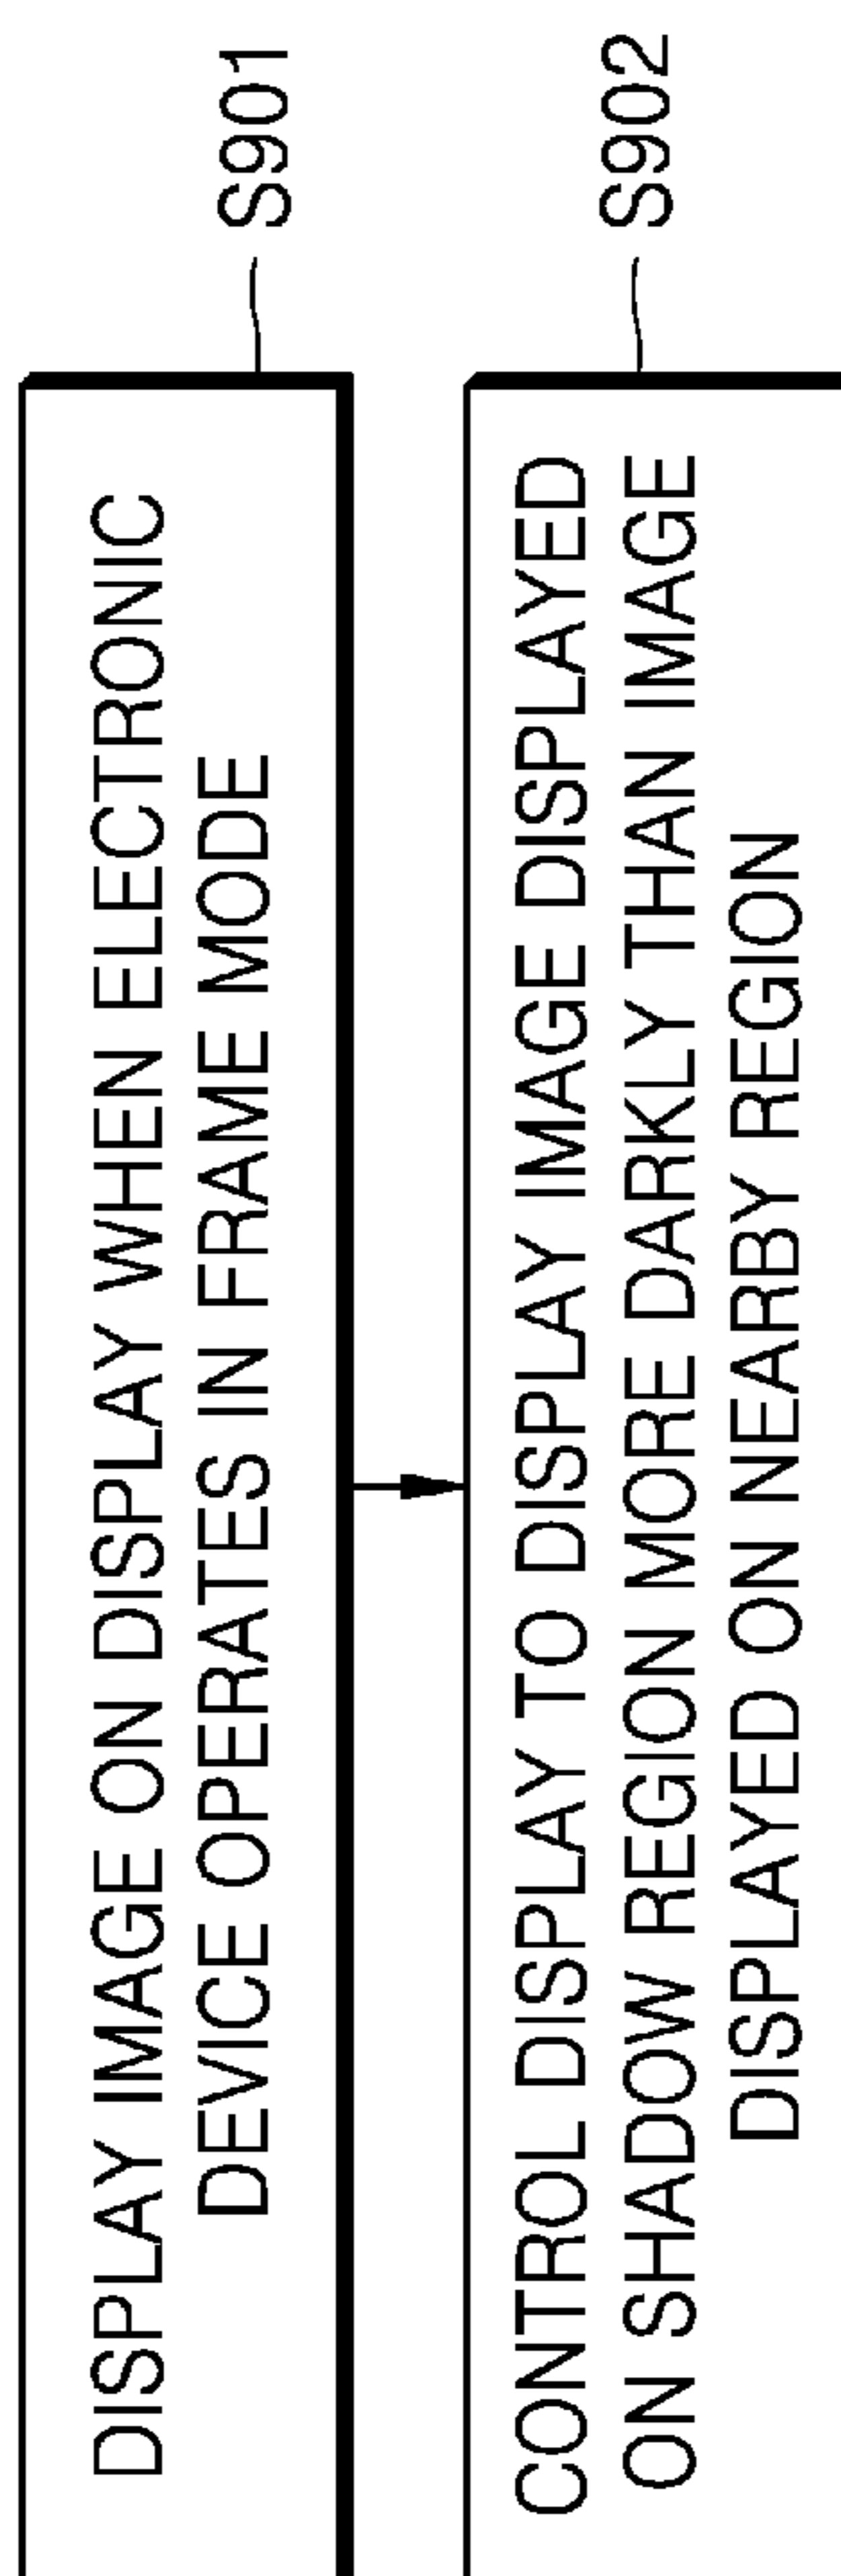 DISPLAY IMAGE ON DISPLAY WHEN ELECTRONIC
DEVICE OPERATES IN FRAME MODE
S901
CONTROL DISPLAY TO DISPLAY IMAGE DISPLAYED
ON SHADOW REGION MORE DARKLY THAN IMAGE
DISPLAYED ON NEARBY REGION
S902